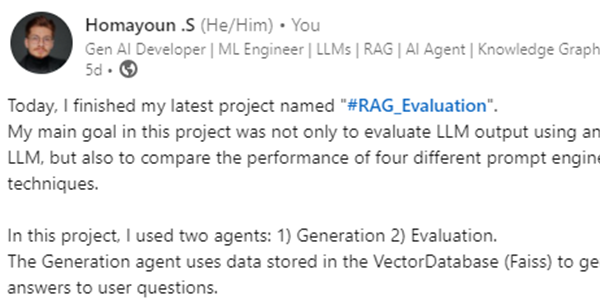 Homayoun .S (He/Him) • You
Gen AI Developer | ML Engineer | LLMs | RAG | AI Agent | Knowledge Graph
5d •
Today, I finished my latest project named "#RAG_Evaluation".
My main goal in this project was not only to evaluate LLM output using an
LLM, but also to compare the performance of four different prompt engine
techniques.
In this project, I used two agents: 1) Generation 2) Evaluation.
The Generation agent uses data stored in the VectorDatabase (Faiss) to ge
answers to user questions.